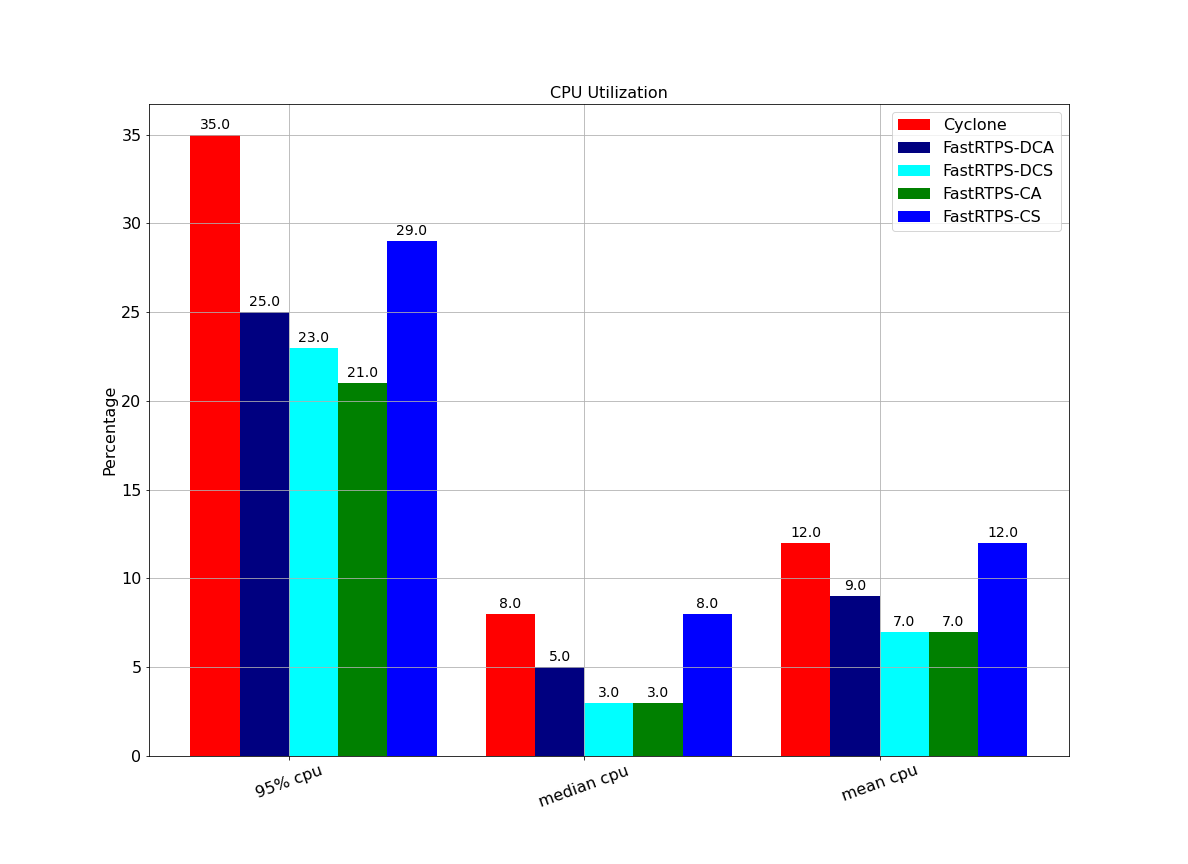 CPU Utilization
35.0
25.0
23.0
21.0
29.0
8.0
5.0
3.0
3.0
8.0
12.0
9.0
7.0
7.0
12.0
Cyclone
FastRTPS-DCA
FastRTPS-DCS
FastRTPS-CA
FastRTPS-CS
Percentage
35
30
25
20
15
10
5
0
95% cpu
median cpu
mean cpu